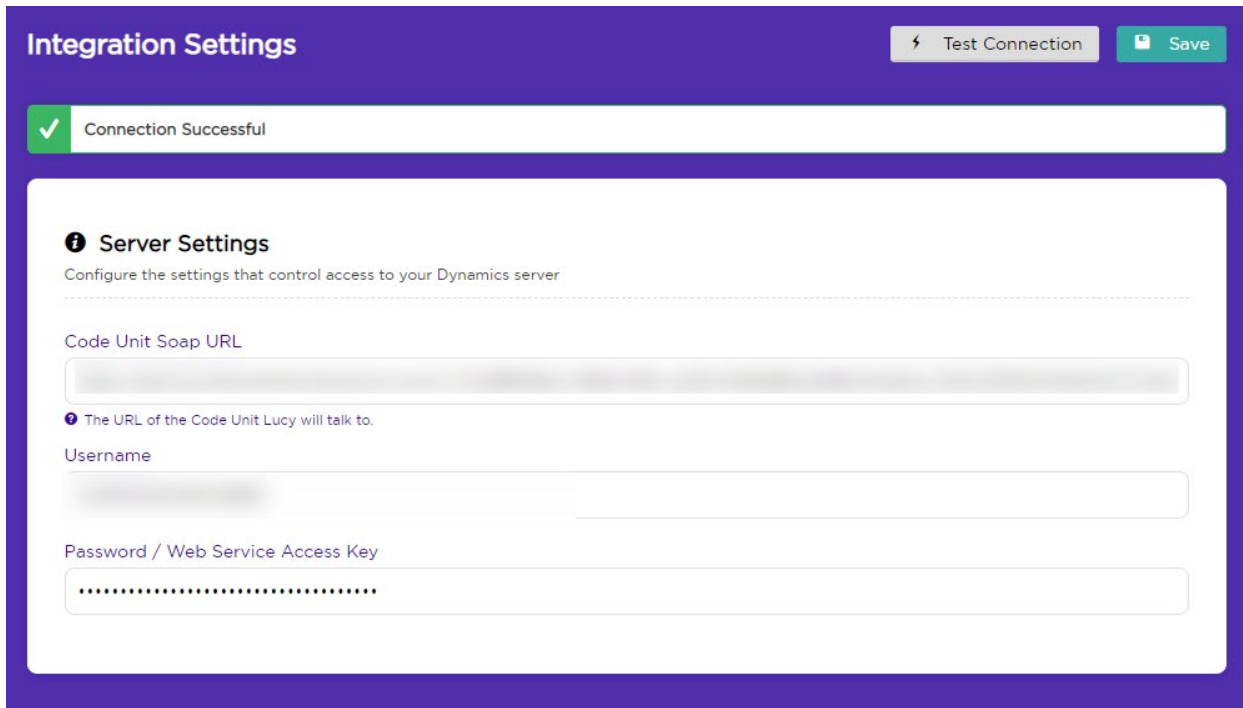 Integration Settings
Test Connection
Save
Connection Successful
Server Settings
Configure the settings that control access to your Dynamics server
Code Unit Soap URL
The URL of the Code Unit Lucy will talk to.
Username
Password / Web Service Access Key
••••••••••••••••••••••••••••••••••••